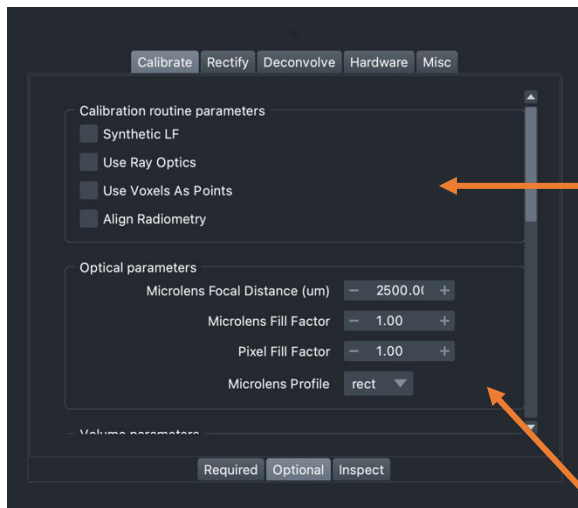 Calibrate Rectify Deconvolve Hardware Misc
Calibration routine parameters
Synthetic LF
Use Ray Optics
Use Voxels As Points
Align Radiometry
Optical parameters
Microlens Focal Distance (um) − 2500.0( +
Microlens Fill Factor − 1.00 +
Pixel Fill Factor − 1.00 +
Microlens Profile rect
Volume parameters
Required Optional Inspect